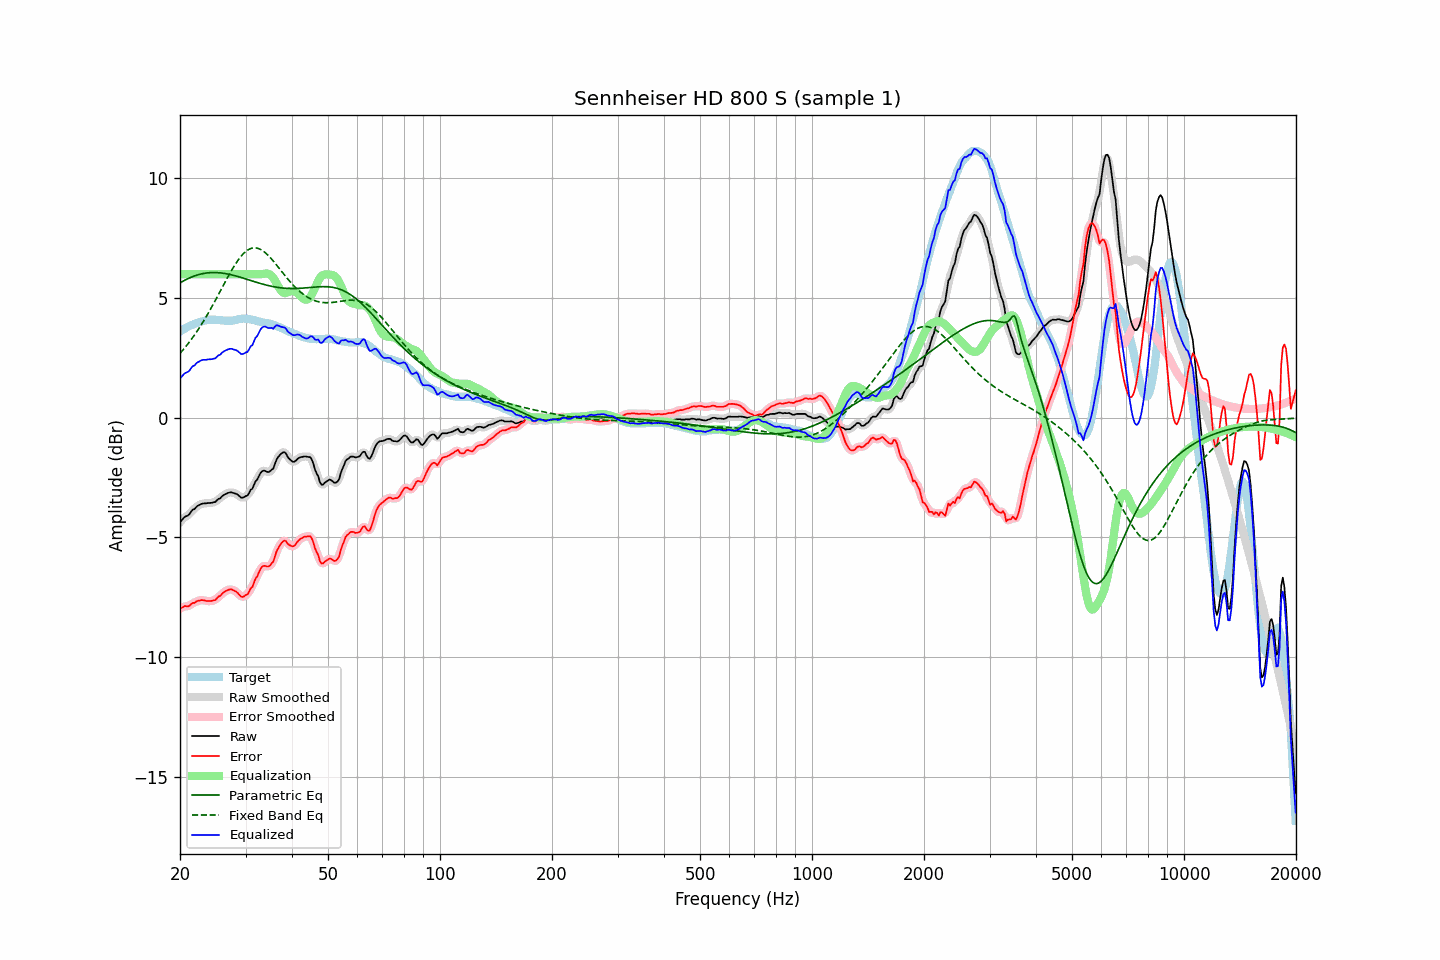 Sennheiser HD 800 S (sample 1)
10
5
0
−5
−10
−15
Amplitude (dBr)
Target
Raw Smoothed
Error Smoothed
Raw
Error
Equalization
Parametric Eq
Fixed Band Eq
Equalized
20 50 100 200 500 1000 2000 5000 10000 20000
Frequency (Hz)